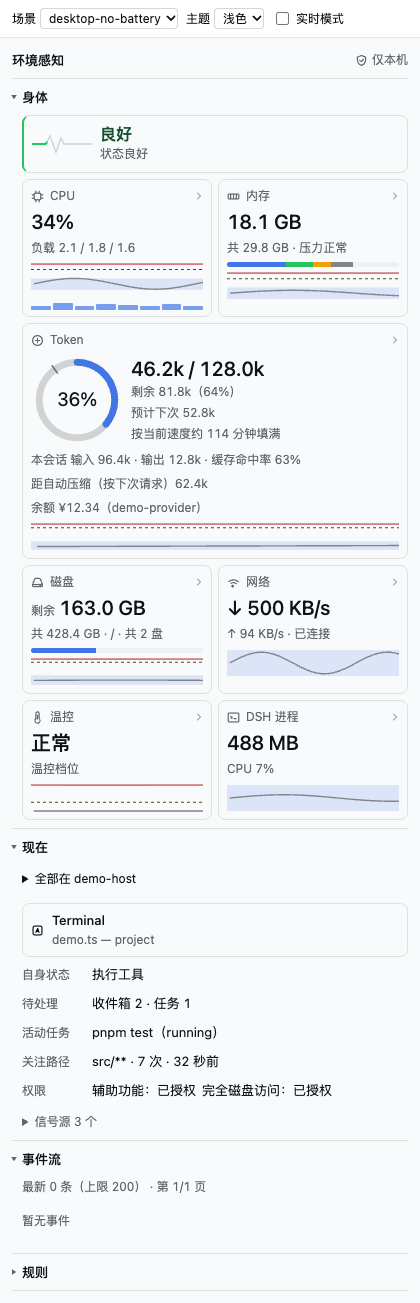 场景 desktop-no-battery 主题 浅色 实时模式
环境感知 仅本机
身体
良好
状态良好
CPU
34%
负载 2.1 / 1.8 / 1.6
内存
18.1 GB
共 29.8 GB · 压力正常
Token
36%
46.2k / 128.0k
剩余 81.8k（64%）
预计下次 52.8k
按当前速度约 114 分钟填满
本会话 输入 96.4k · 输出 12.8k · 缓存命中率 63%
距自动压缩（按下次请求）62.4k
余额 ¥12.34（demo-provider）
磁盘
剩余 163.0 GB
共 428.4 GB · / · 共 2 盘
网络
↓ 500 KB/s
↑ 94 KB/s · 已连接
温控
正常
温控档位
DSH 进程
488 MB
CPU 7%
现在
全部在 demo-host
Terminal
demo.ts — project
自身状态 执行工具
待处理 收件箱 2 · 任务 1
活动任务 pnpm test（running）
关注路径 src/** · 7 次 · 32 秒前
权限 辅助功能：已授权 完全磁盘访问：已授权
信号源 3 个
事件流
最新 0 条（上限 200） · 第 1/1 页
暂无事件
规则